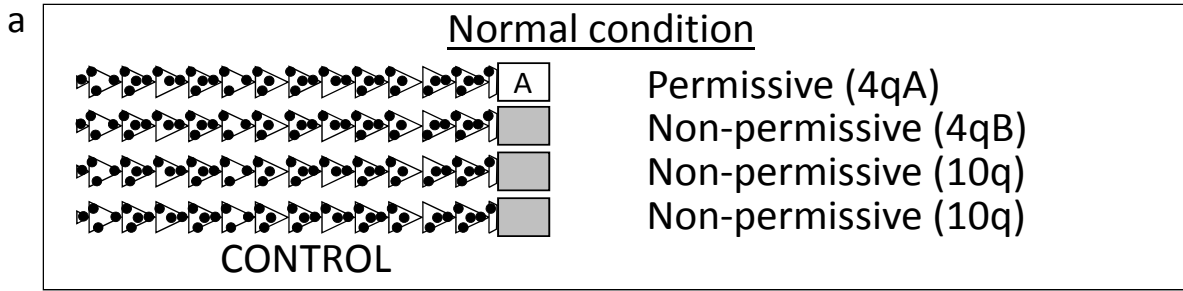 a
Normal condition
A Permissive (4qA)
Non-permissive (4qB)
Non-permissive (10q)
Non-permissive (10q)
CONTROL